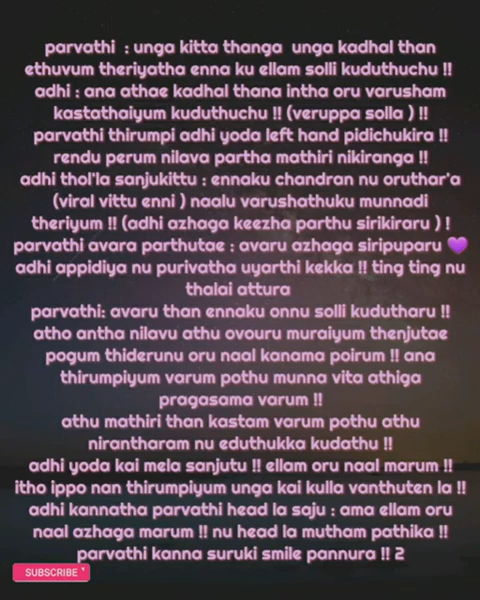 parvathi : unga kitta thanga unga kadhal than
ethuvum theriyatha enna ku ellam solli kuduthuchu !!
adhi : ana athae kadhal thana intha oru varusham
kastathaiyum kuduthuchu !! (veruppa solla ) !!
parvathi thirumpi adhi yoda left hand pidichukira !!
rendu perum nilava partha mathiri nikiranga !!
adhi thol'la sanjukittu : ennaku chandran nu oruthar'a
(viral vittu enni ) naalu varushathuku munnadi
theriyum !! (adhi azhaga keezha parthu sirikiraru ) !
parvathi avara parthutae : avaru azhaga siripuparu 💜
adhi appidiya nu purivatha uyarthi kekka !! ting ting nu
thalai attura
parvathi: avaru than ennaku onnu solli kudutharu !!
atho antha nilavu athu ovouru muraiyum thenjutae
pogum thiderunu oru naal kanama poirum !! ana
thirumpiyum varum pothu munna vita athiga
pragasama varum !!
athu mathiri than kastam varum pothu athu
nirantharam nu eduthukka kudathu !!
adhi yoda kai mela sanjutu !! ellam oru naal marum !!
itho ippo nan thirumpiyum unga kai kulla vanthuten la !!
adhi kannatha parvathi head la saju : ama ellam oru
naal azhaga marum !! nu head la mutham pathika !!
parvathi kanna suruki smile pannura !! 2
SUBSCRIBE